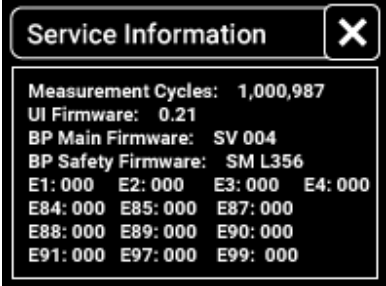 Service Information
Measurement Cycles: 1,000,987
UI Firmware: 0.21
BP Main Firmware: SV 004
BP Safety Firmware: SM L356
E1: 000 E2: 000 E3: 000 E4: 000
E84: 000 E85: 000 E87: 000
E88: 000 E89: 000 E90: 000
E91: 000 E97: 000 E99: 000